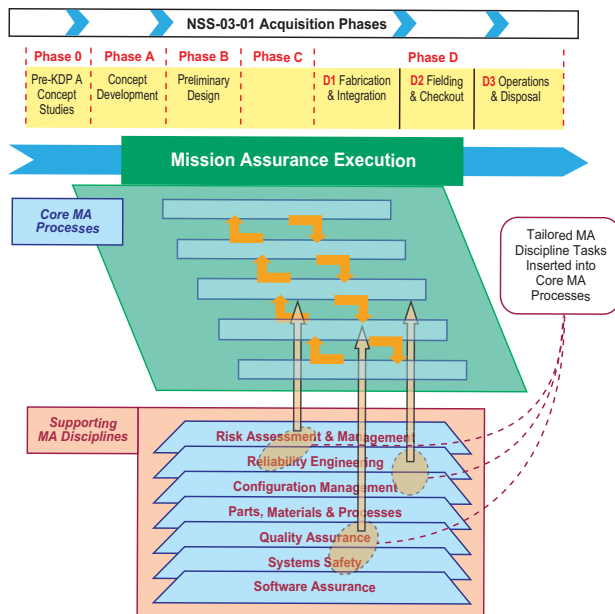 NSS-03-01 Acquisition Phases
Phase 0
Phase A
Phase B
Phase C
Phase D
Pre-KDP A
Concept
Studies
Concept
Development
Preliminary
Design
D1 Fabrication
& Integration
D2 Fielding
& Checkout
D3 Operations
& Disposal
Mission Assurance Execution
Core MA
Processes
Tailored MA
Discipline Tasks
Inserted into
Core MA
Processes
Supporting
MA Disciplines
Risk Assessment & Management
Reliability Engineering
Configuration Management
Parts, Materials & Processes
Quality Assurance
Systems Safety
Software Assurance